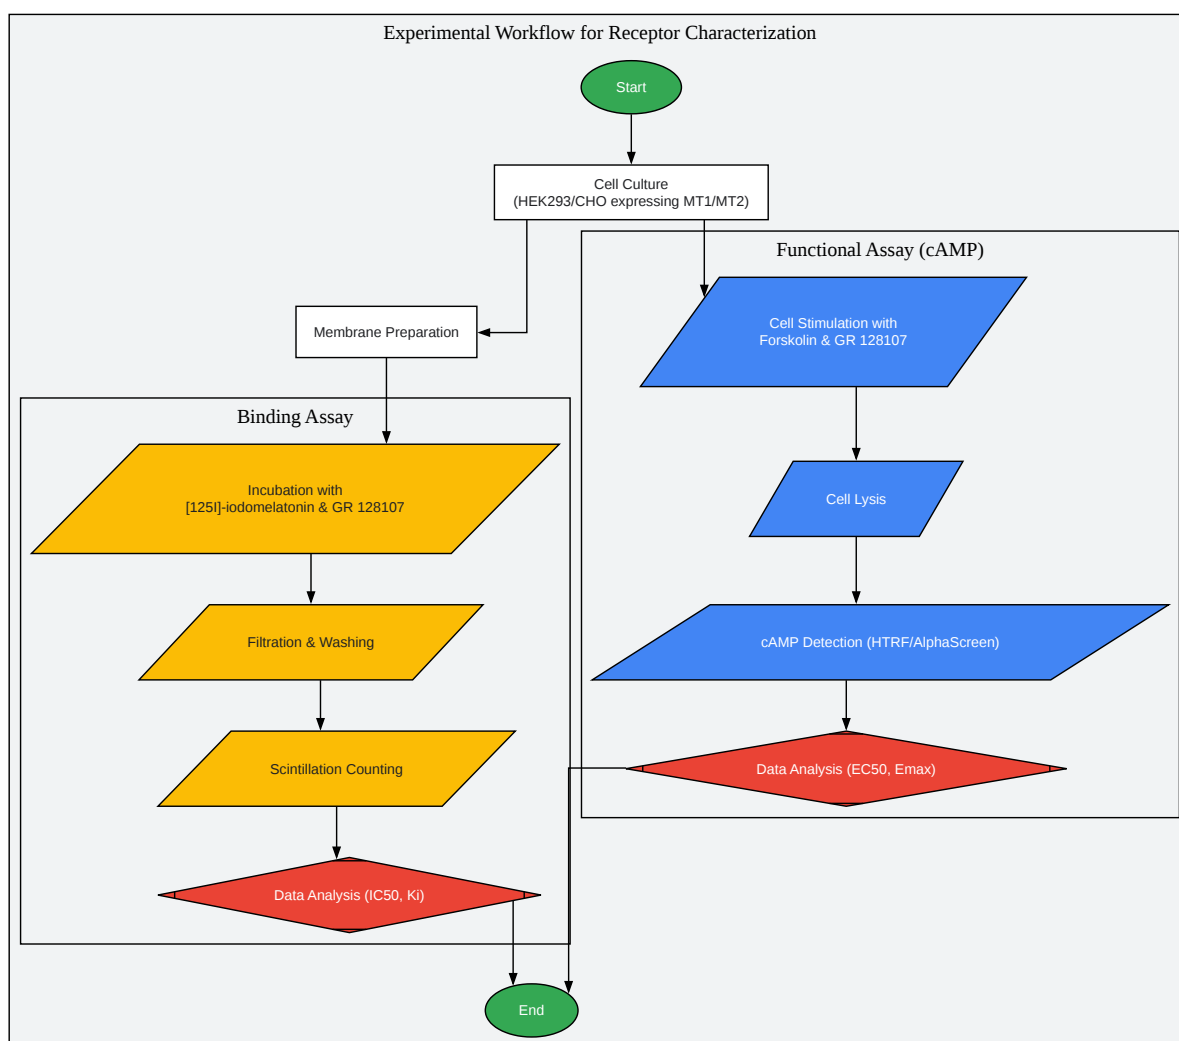 Experimental Workflow for Receptor Characterization
Start
Cell Culture
(HEK293/CHO expressing MT1/MT2)
Functional Assay (cAMP)
Cell Stimulation with
Forskolin & GR 128107
Membrane Preparation
Binding Assay
Incubation with
[125I]-iodomelatonin & GR 128107
Cell Lysis
Filtration & Washing
cAMP Detection (HTRF/AlphaScreen)
Scintillation Counting
Data Analysis (EC50, Emax)
Data Analysis (IC50, Ki)
End